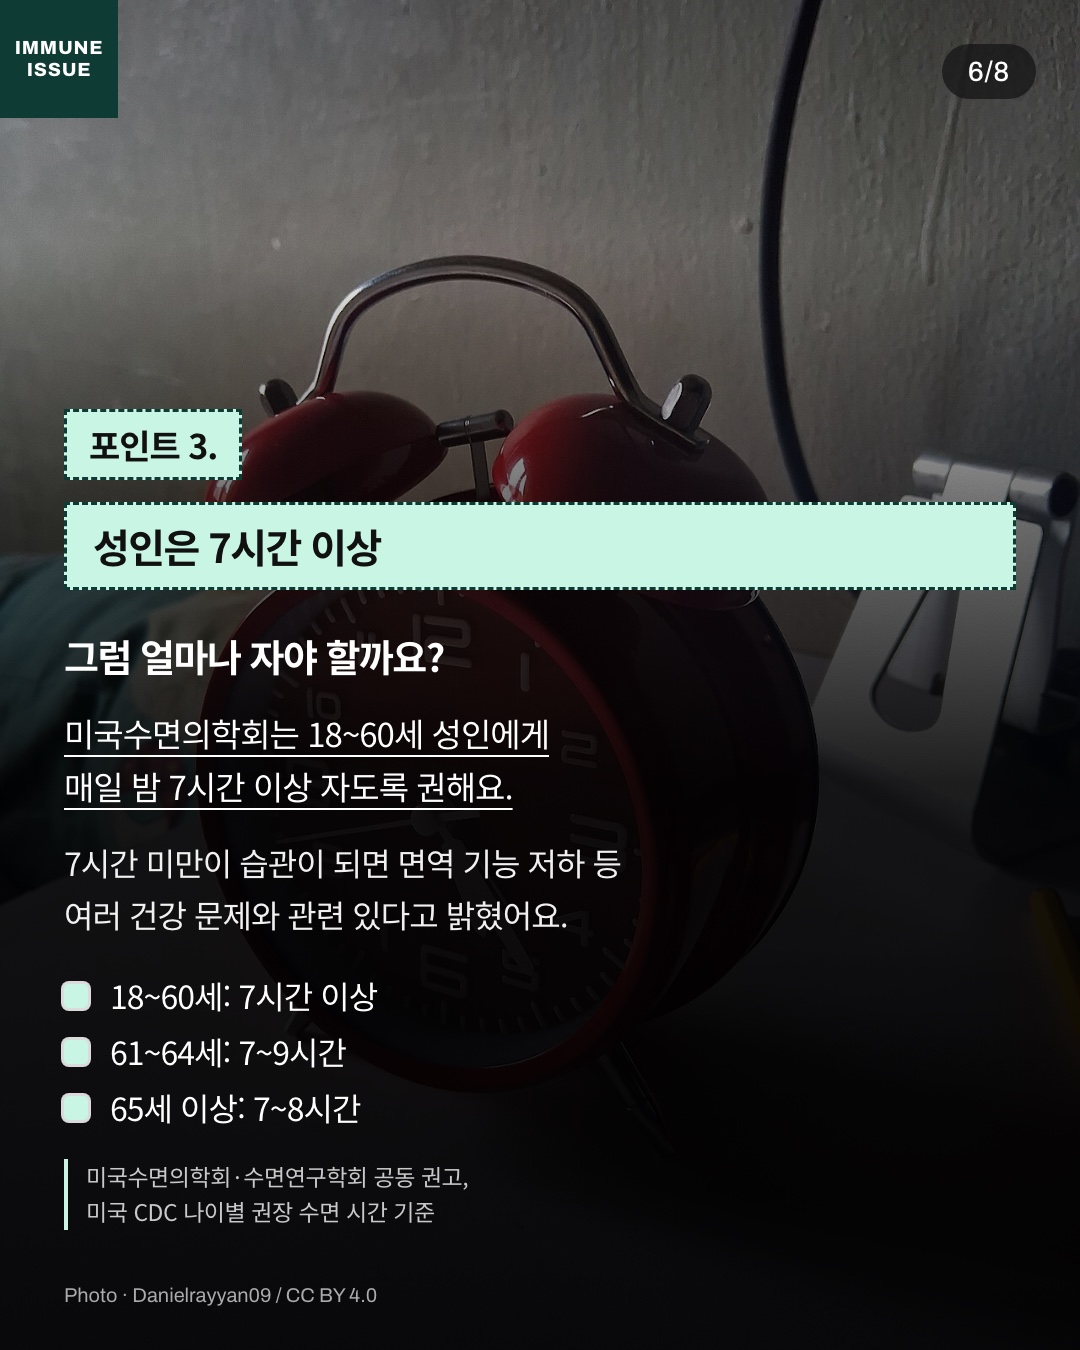 IMMUNE
ISSUE
6/8
포인트 3.
성인은 7시간 이상
그럼 얼마나 자야 할까요?
미국수면의학회는 18~60세 성인에게
매일 밤 7시간 이상 자도록 권해요.
7시간 미만이 습관이 되면 면역 기능 저하 등
여러 건강 문제와 관련 있다고 밝혔어요.
18~60세: 7시간 이상
61~64세: 7~9시간
65세 이상: 7~8시간
미국수면의학회·수면연구학회 공동 권고,
미국 CDC 나이별 권장 수면 시간 기준
Photo · Danielrayyan09 / CC BY 4.0
12
1
2
3
4
5
6